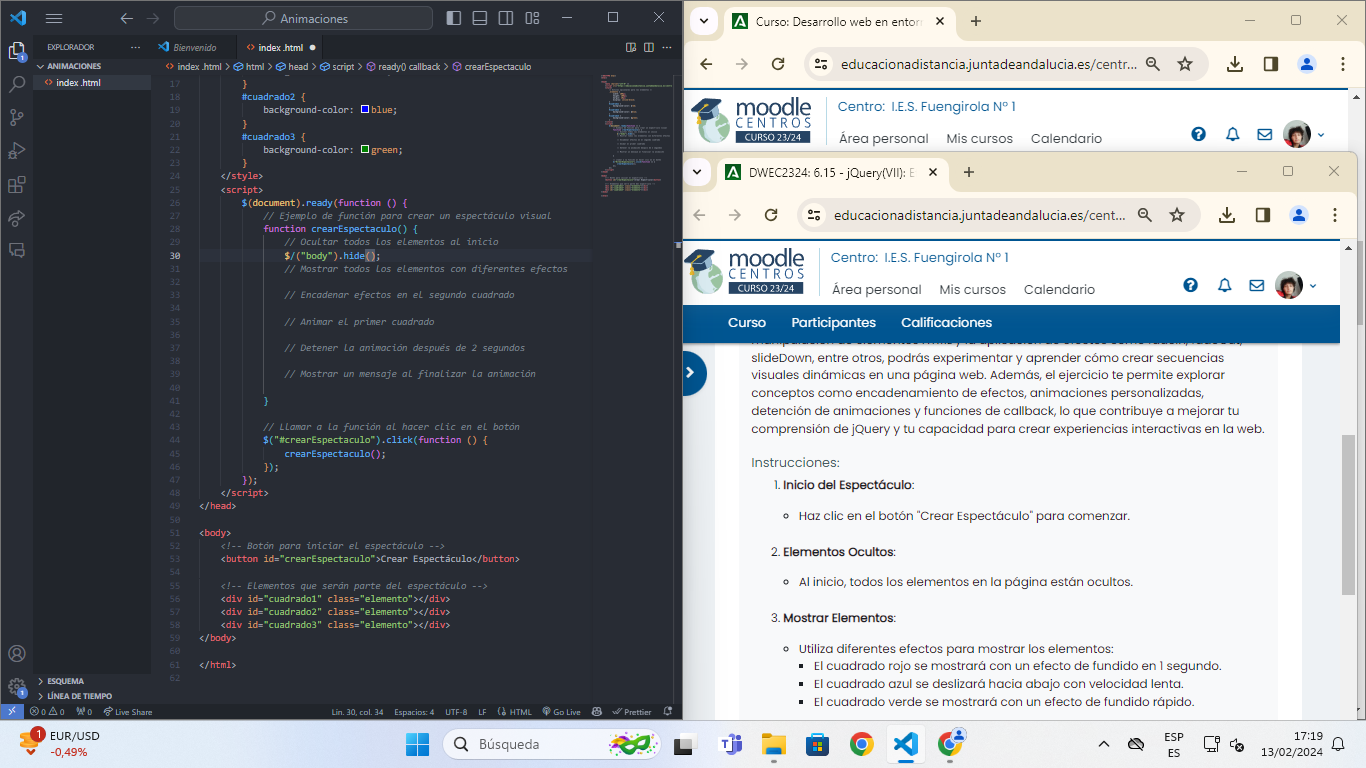 Animaciones
EXPLORADOR
ANIMACIONES
index .html
ESQUEMA
LÍNEA DE TIEMPO
Bienvenido
index .html
index .html > html > head > script > ready() callback > crearEspectaculo
17 }
18 #cuadrado2 {
19 background-color: blue;
20 }
21 #cuadrado3 {
22 background-color: green;
23 }
24 </style>
25 <script>
26 $(document).ready(function () {
27 // Ejemplo de función para crear un espectáculo visual
28 function crearEspectaculo() {
29 // Ocultar todos los elementos al inicio
30 $/("body").hide();
31 // Mostrar todos los elementos con diferentes efectos
32
33 // Encadenar efectos en el segundo cuadrado
34
35 // Animar el primer cuadrado
36
37 // Detener la animación después de 2 segundos
38
39 // Mostrar un mensaje al finalizar la animación
40
41 }
42
43 // Llamar a la función al hacer clic en el botón
44 $("#crearEspectaculo").click(function () {
45 crearEspectaculo();
46 });
47 });
48 </script>
49 </head>
50
51 <body>
52 <!-- Botón para iniciar el espectáculo -->
53 <button id="crearEspectaculo">Crear Espectáculo</button>
54
55 <!-- Elementos que serán parte del espectáculo -->
56 <div id="cuadrado1" class="elemento"></div>
57 <div id="cuadrado2" class="elemento"></div>
58 <div id="cuadrado3" class="elemento"></div>
59 </body>
60
61 </html>
62
0 0 0 Live Share Lín. 30, col. 34 Espacios: 4 UTF-8 LF HTML Go Live Prettier
Curso: Desarrollo web en entorn
educacionadistancia.juntadeandalucia.es/centr...
moodle
CENTROS
CURSO 23/24
Centro: I.E.S. Fuengirola Nº 1
Área personal Mis cursos Calendario
DWEC2324: 6.15 - jQuery(VII): E
educacionadistancia.juntadeandalucia.es/cent...
moodle
CENTROS
CURSO 23/24
Centro: I.E.S. Fuengirola Nº 1
Área personal Mis cursos Calendario
Curso Participantes Calificaciones
slideDown, entre otros, podrás experimentar y aprender cómo crear secuencias
visuales dinámicas en una página web. Además, el ejercicio te permite explorar
conceptos como encadenamiento de efectos, animaciones personalizadas,
detención de animaciones y funciones de callback, lo que contribuye a mejorar tu
comprensión de jQuery y tu capacidad para crear experiencias interactivas en la web.
Instrucciones:
1. Inicio del Espectáculo:
Haz clic en el botón "Crear Espectáculo" para comenzar.
2. Elementos Ocultos:
Al inicio, todos los elementos en la página están ocultos.
3. Mostrar Elementos:
Utiliza diferentes efectos para mostrar los elementos:
El cuadrado rojo se mostrará con un efecto de fundido en 1 segundo.
El cuadrado azul se deslizará hacia abajo con velocidad lenta.
El cuadrado verde se mostrará con un efecto de fundido rápido.
1
EUR/USD
-0,49%
Búsqueda
ESP
ES
17:19
13/02/2024